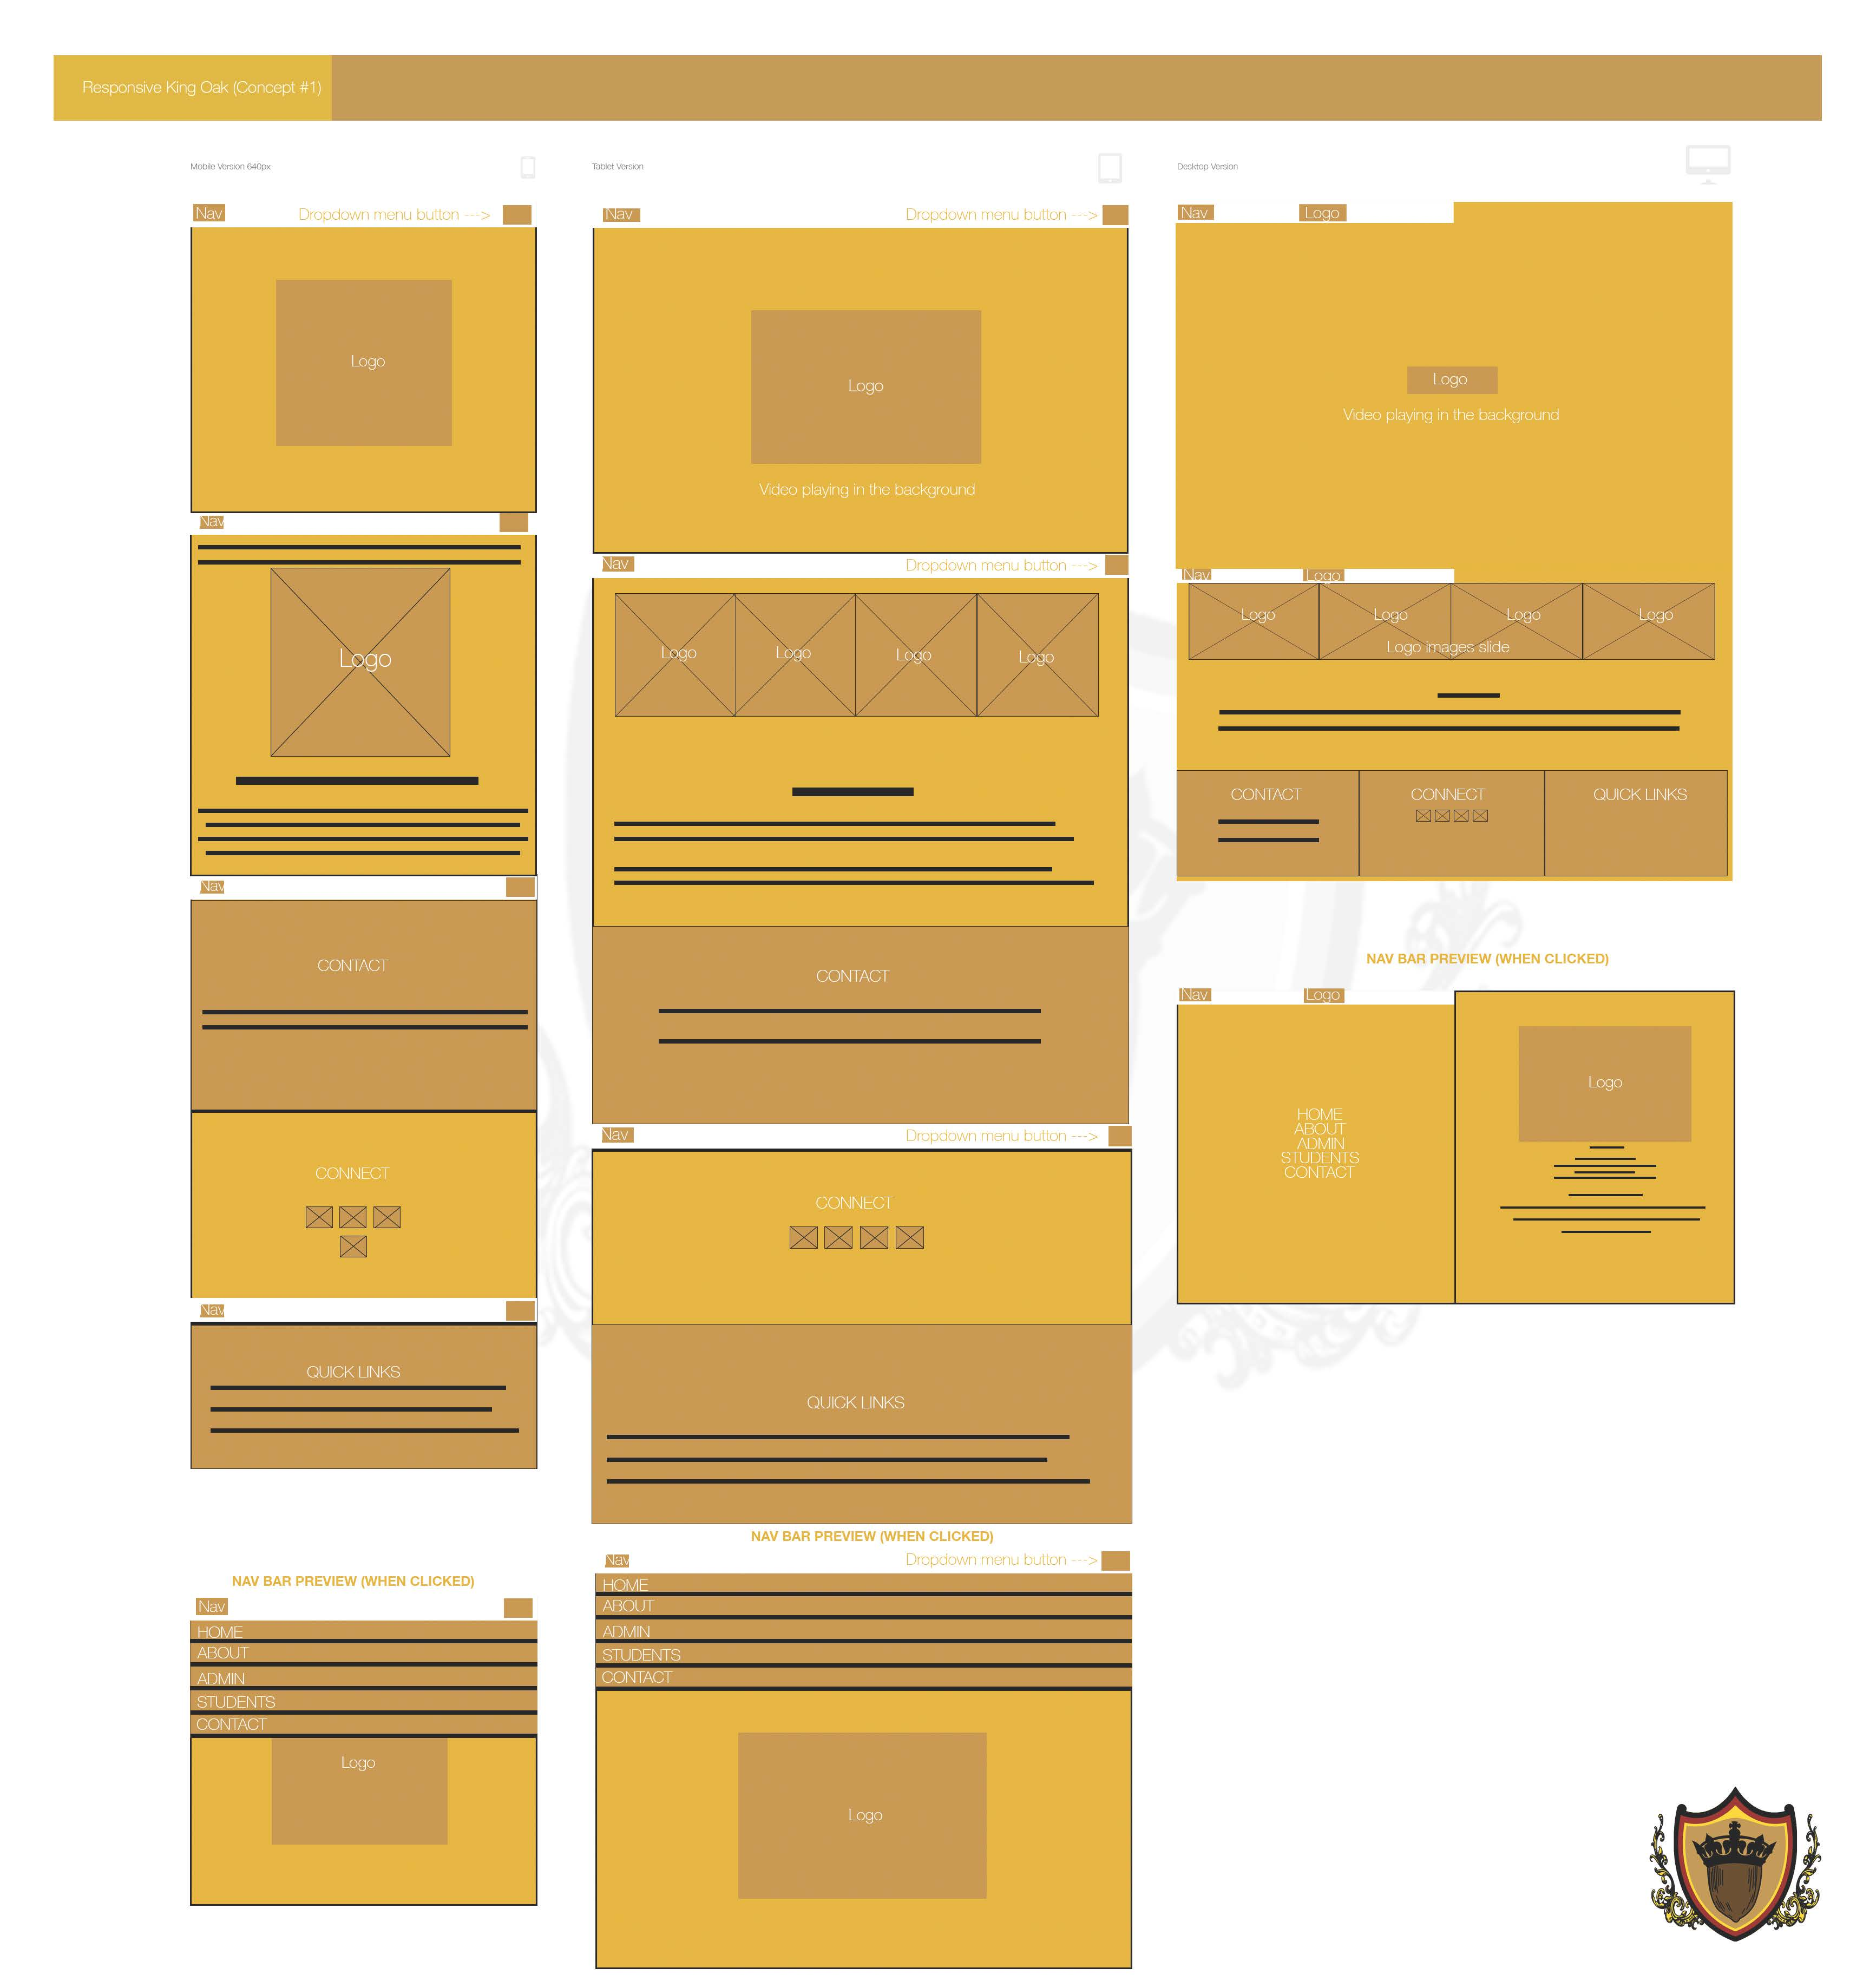 Responsive King Oak (Concept #1)
Mobile Version 640px
Nav
Dropdown menu button --->
Logo
Nav
Logo
Nav
CONTACT
CONNECT
Nav
QUICK LINKS
NAV BAR PREVIEW (WHEN CLICKED)
Nav
HOME
ABOUT
ADMIN
STUDENTS
CONTACT
Logo
Tablet Version
Nav
Dropdown menu button --->
Logo
Video playing in the background
Nav
Dropdown menu button --->
Logo Logo Logo Logo
CONTACT
Nav
Dropdown menu button --->
CONNECT
QUICK LINKS
NAV BAR PREVIEW (WHEN CLICKED)
Nav
Dropdown menu button --->
HOME
ABOUT
ADMIN
STUDENTS
CONTACT
Logo
Desktop Version
Nav
Logo
Logo
Video playing in the background
Nav
Logo
Logo Logo Logo Logo
Logo images slide
CONTACT
CONNECT
QUICK LINKS
NAV BAR PREVIEW (WHEN CLICKED)
Nav
Logo
HOME
ABOUT
ADMIN
STUDENTS
CONTACT
Logo